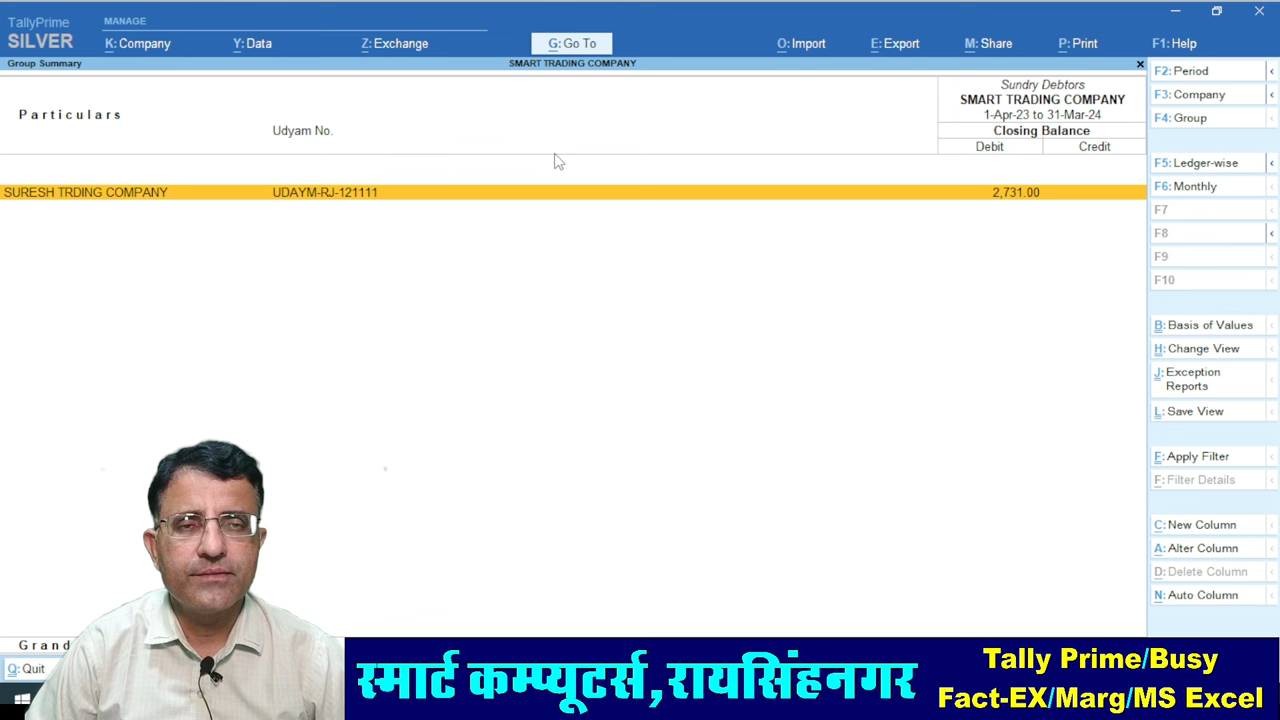 TallyPrime
SILVER
MANAGE
K: Company
Y: Data
Z: Exchange
G: Go To
O: Import
E: Export
M: Share
P: Print
F1: Help
Group Summary
SMART TRADING COMPANY
Particulars
Udyam No.
Sundry Debtors
SMART TRADING COMPANY
1-Apr-23 to 31-Mar-24
Closing Balance
Debit
Credit
SURESH TRDING COMPANY
UDAYM-RJ-121111
2,731.00
F2: Period
F3: Company
F4: Group
F5: Ledger-wise
F6: Monthly
F7
F8
F9
F10
B: Basis of Values
H: Change View
J: Exception
Reports
L: Save View
F: Apply Filter
F: Filter Details
C: New Column
A: Alter Column
D: Delete Column
N: Auto Column
Grand
Q: Quit
स्मार्ट कम्प्यूटर्स,रायसिंहनगर
Tally Prime/Busy
Fact-EX/Marg/MS Excel